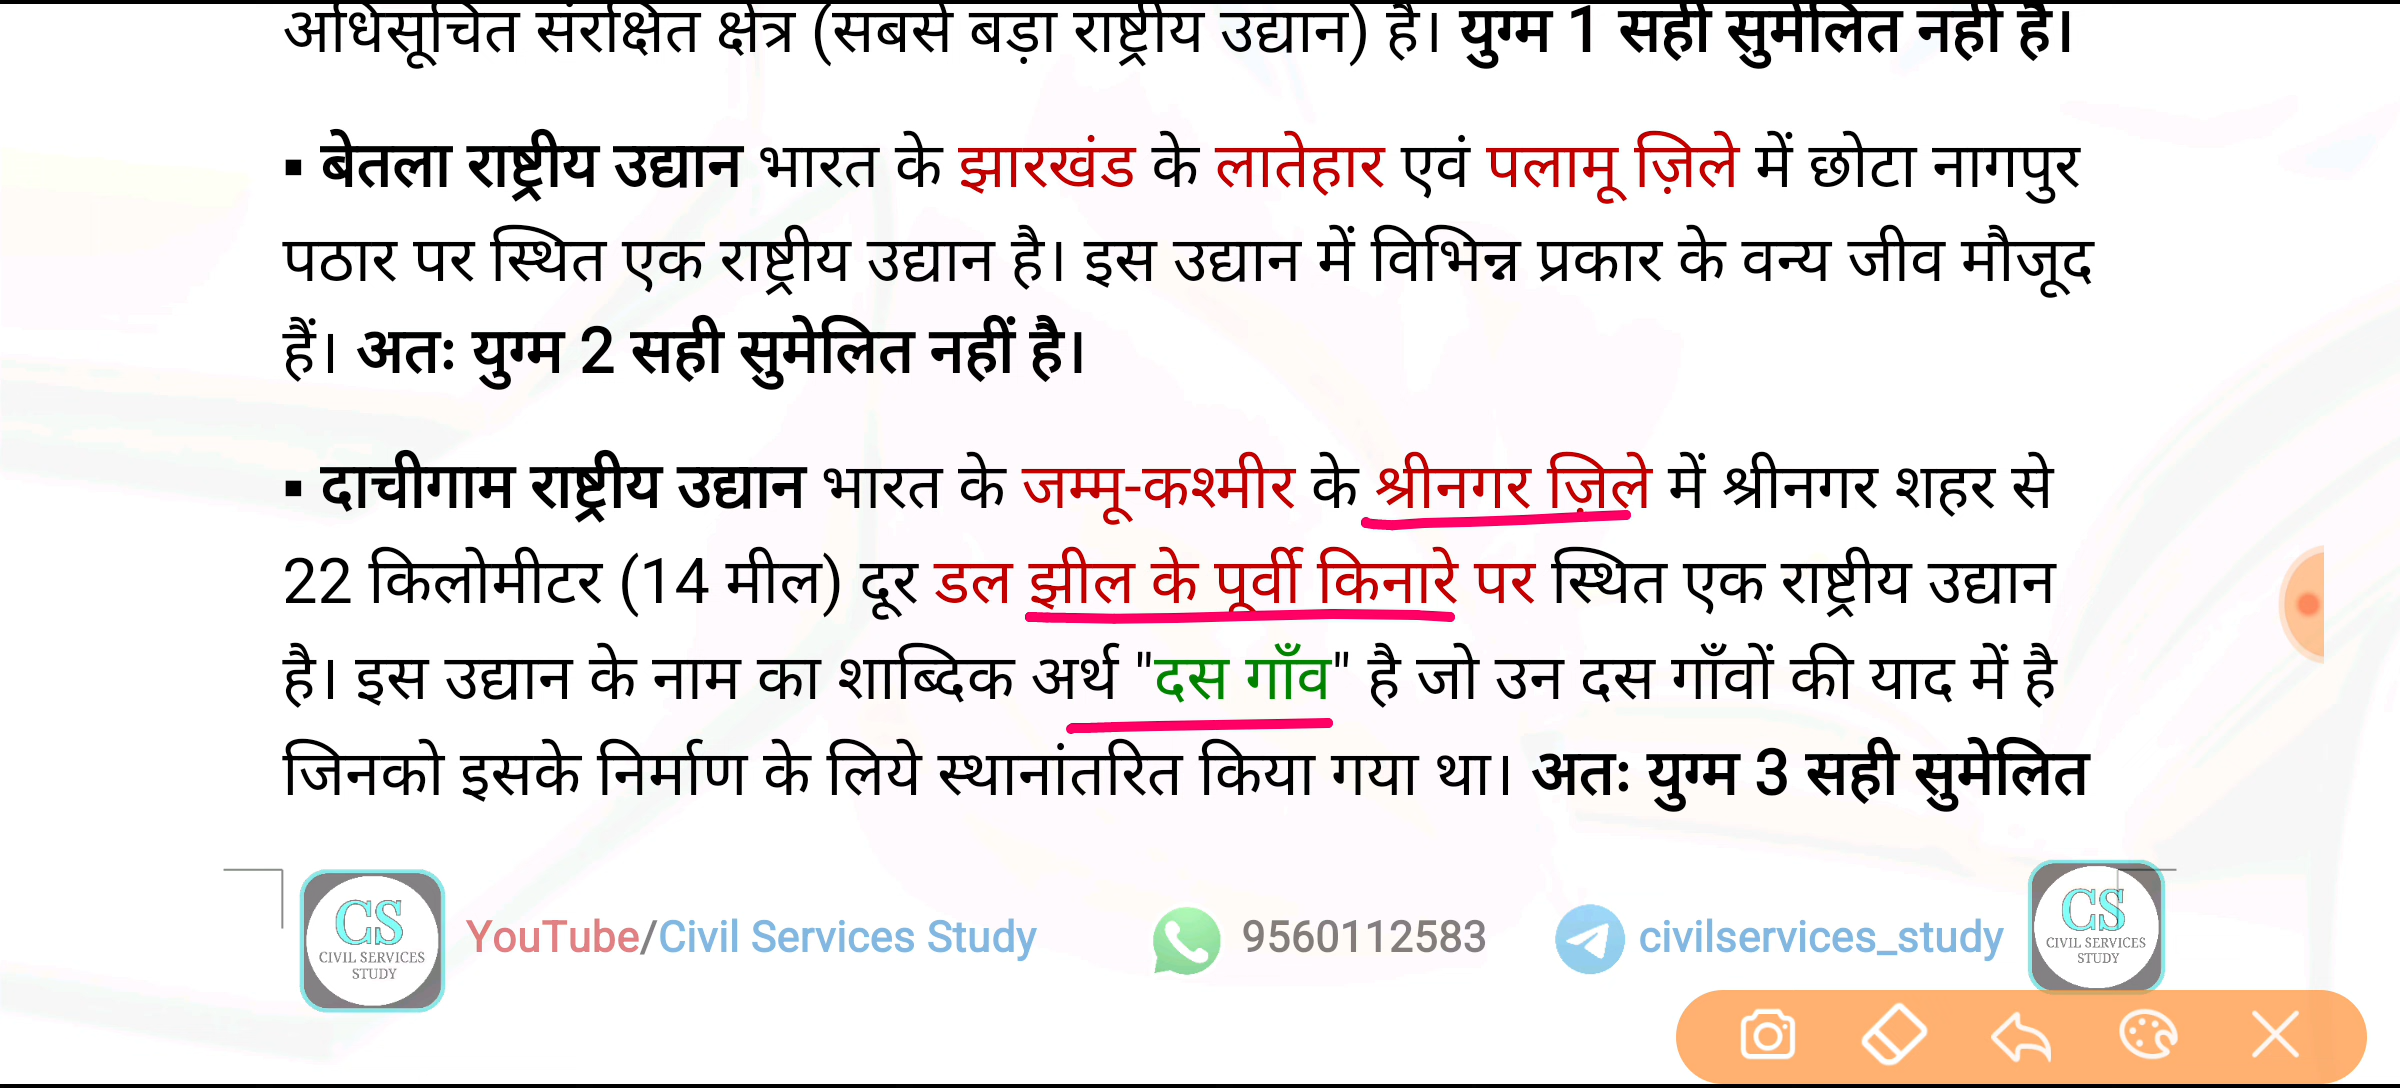 अधिसूचित संरक्षित क्षेत्र (सबसे बड़ा राष्ट्रीय उद्यान) है। युग्म 1 सही सुमेलित नहीं है।
▪ बेतला राष्ट्रीय उद्यान भारत के झारखंड के लातेहार एवं पलामू ज़िले में छोटा नागपुर
पठार पर स्थित एक राष्ट्रीय उद्यान है। इस उद्यान में विभिन्न प्रकार के वन्य जीव मौजूद
हैं। अतः युग्म 2 सही सुमेलित नहीं है।
▪ दाचीगाम राष्ट्रीय उद्यान भारत के जम्मू-कश्मीर के श्रीनगर ज़िले में श्रीनगर शहर से
22 किलोमीटर (14 मील) दूर डल झील के पूर्वी किनारे पर स्थित एक राष्ट्रीय उद्यान
है। इस उद्यान के नाम का शाब्दिक अर्थ "दस गाँव" है जो उन दस गाँवों की याद में है
जिनको इसके निर्माण के लिये स्थानांतरित किया गया था। अतः युग्म 3 सही सुमेलित
CS
CIVIL SERVICES
STUDY
YouTube/Civil Services Study
9560112583
civilservices_study
CS
CIVIL SERVICES
STUDY